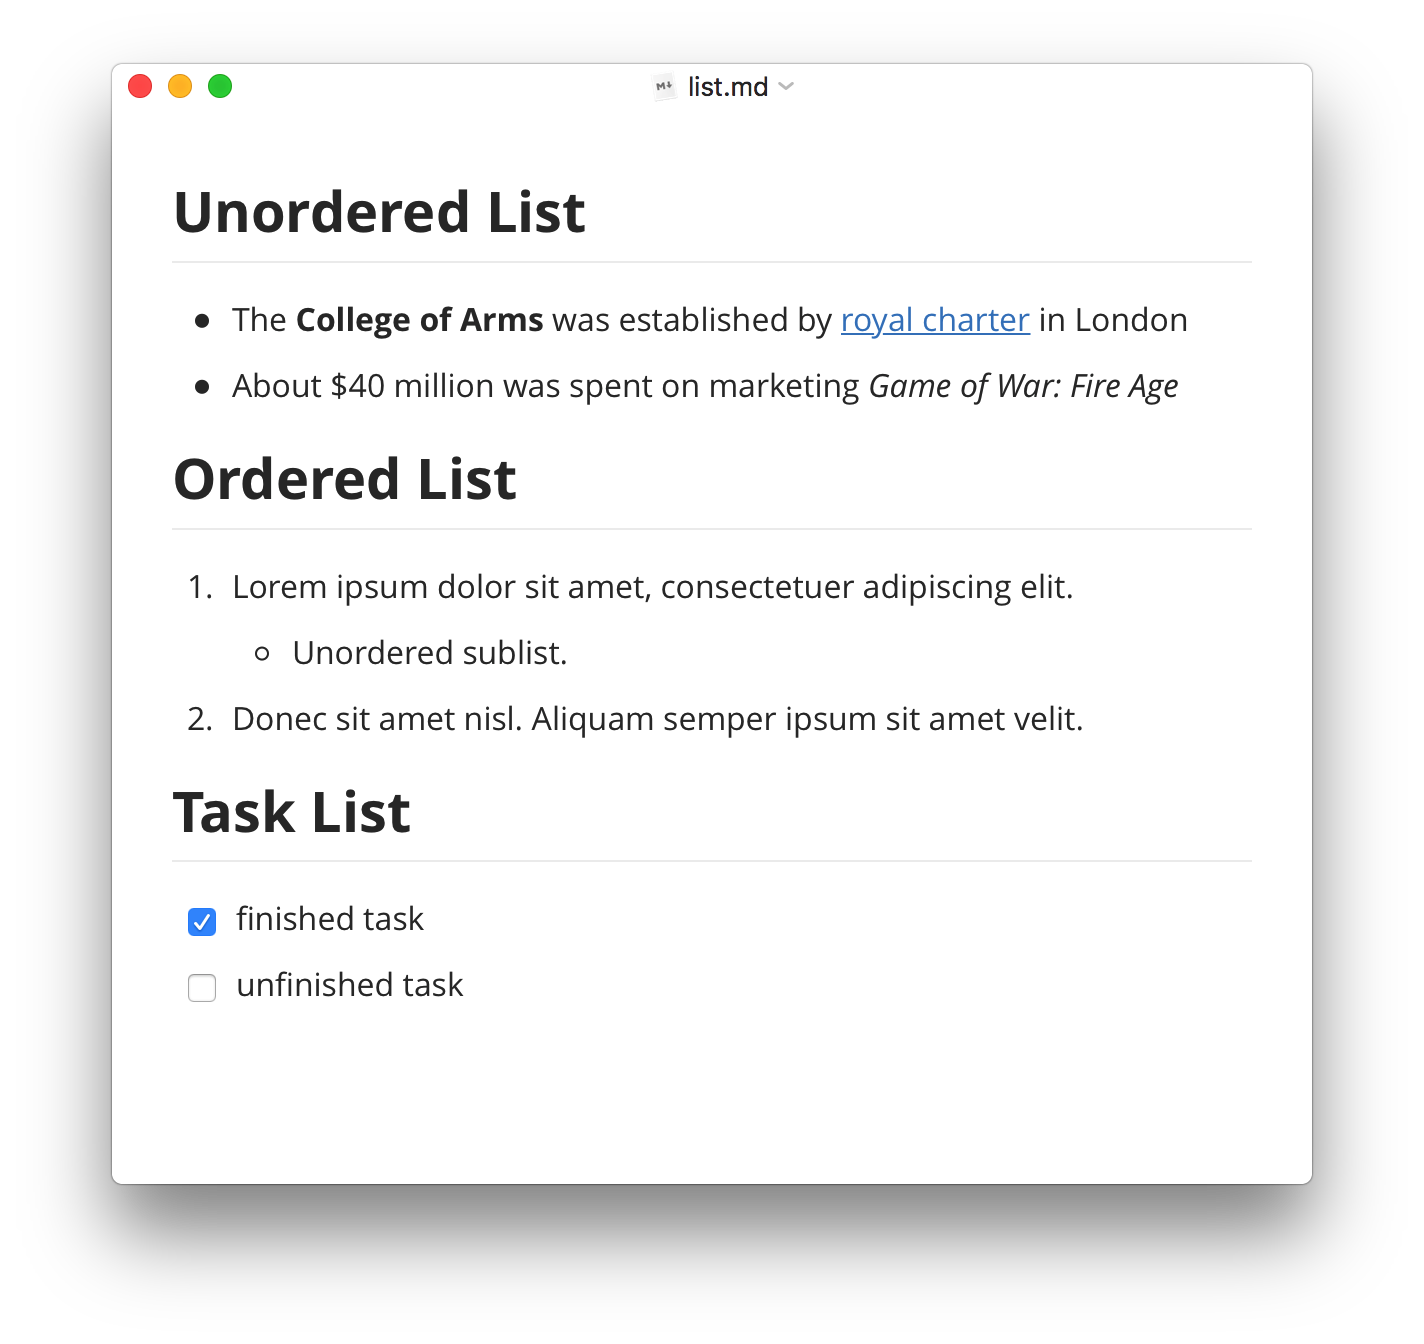 M↓ list.md
Unordered List
• The College of Arms was established by royal charter in London
• About $40 million was spent on marketing Game of War: Fire Age
Ordered List
1. Lorem ipsum dolor sit amet, consectetuer adipiscing elit.
○ Unordered sublist.
2. Donec sit amet nisl. Aliquam semper ipsum sit amet velit.
Task List
finished task
unfinished task